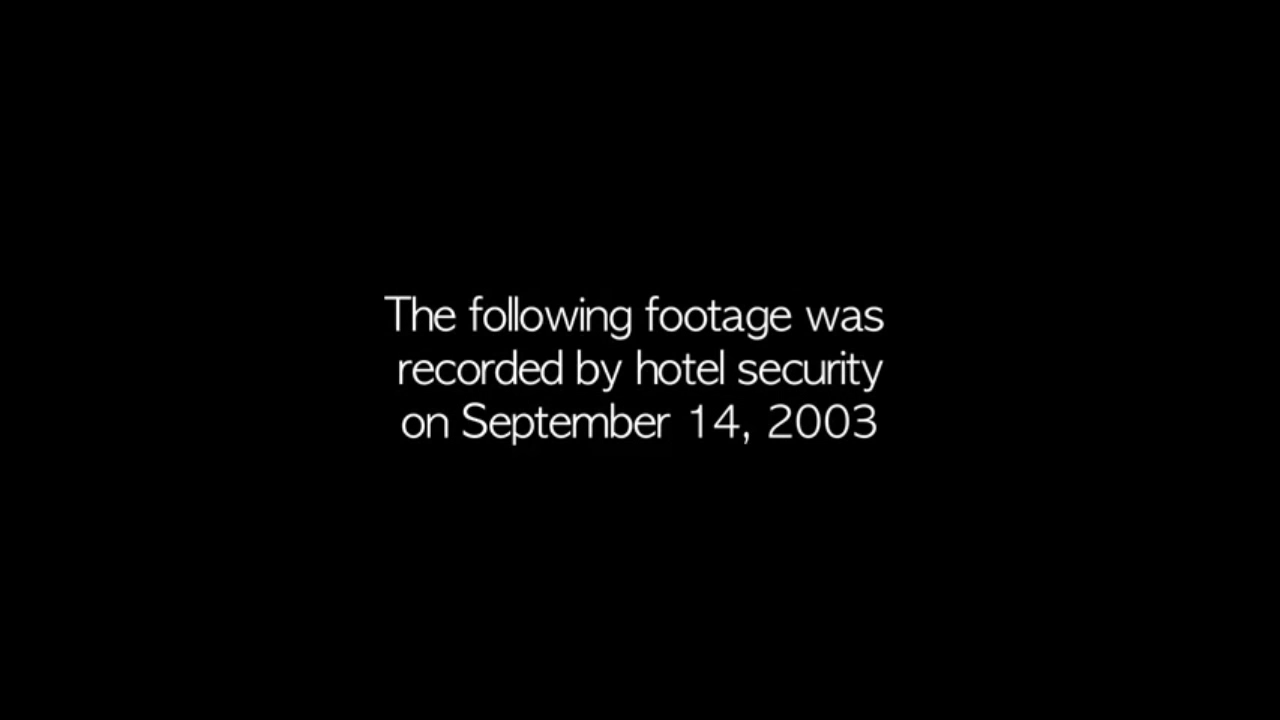 The following footage was
recorded by hotel security
on September 14, 2003